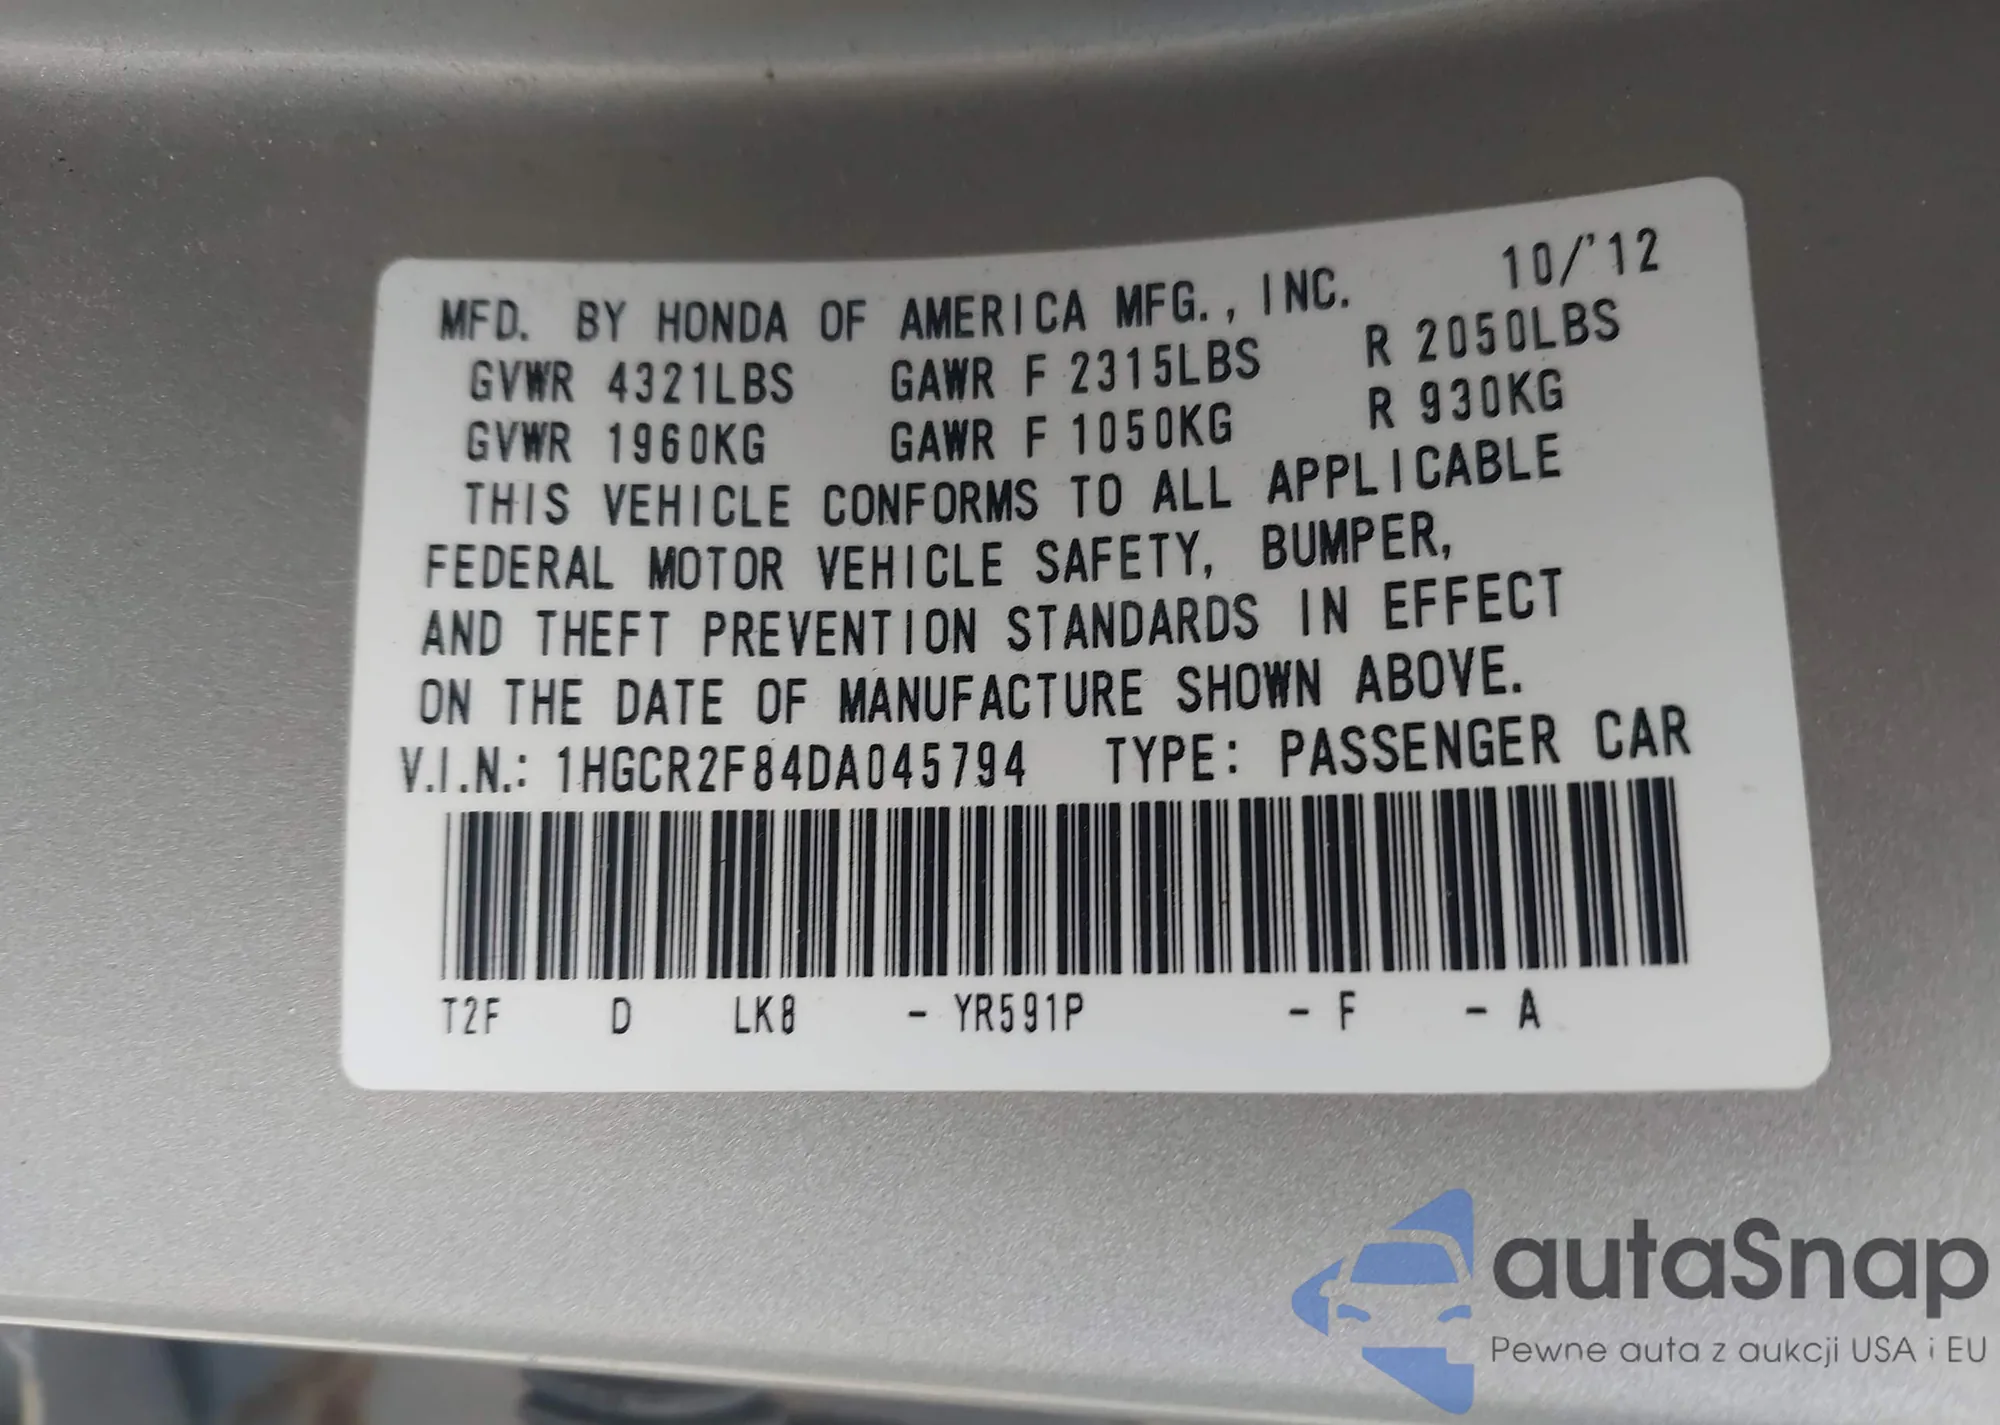 MFD. BY HONDA OF AMERICA MFG., INC. 10/'12
GVWR 4321LBS GAWR F 2315LBS R 2050LBS
GVWR 1960KG GAWR F 1050KG R 930KG
THIS VEHICLE CONFORMS TO ALL APPLICABLE
FEDERAL MOTOR VEHICLE SAFETY, BUMPER,
AND THEFT PREVENTION STANDARDS IN EFFECT
ON THE DATE OF MANUFACTURE SHOWN ABOVE.
V.I.N.: 1HGCR2F84DA045794 TYPE: PASSENGER CAR
T2F D LK8 - YR591P - F - A
autaSnap
Pewne auta z aukcji USA i EU